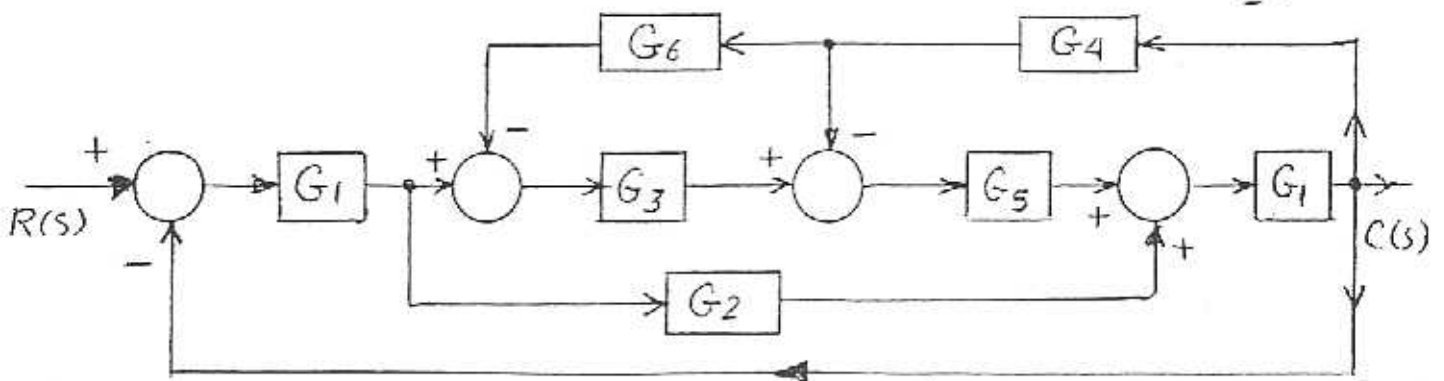 G6 G4
− −
+ + + 
R(s) G1 G3 G5 G1 C(s)
− + +
G2